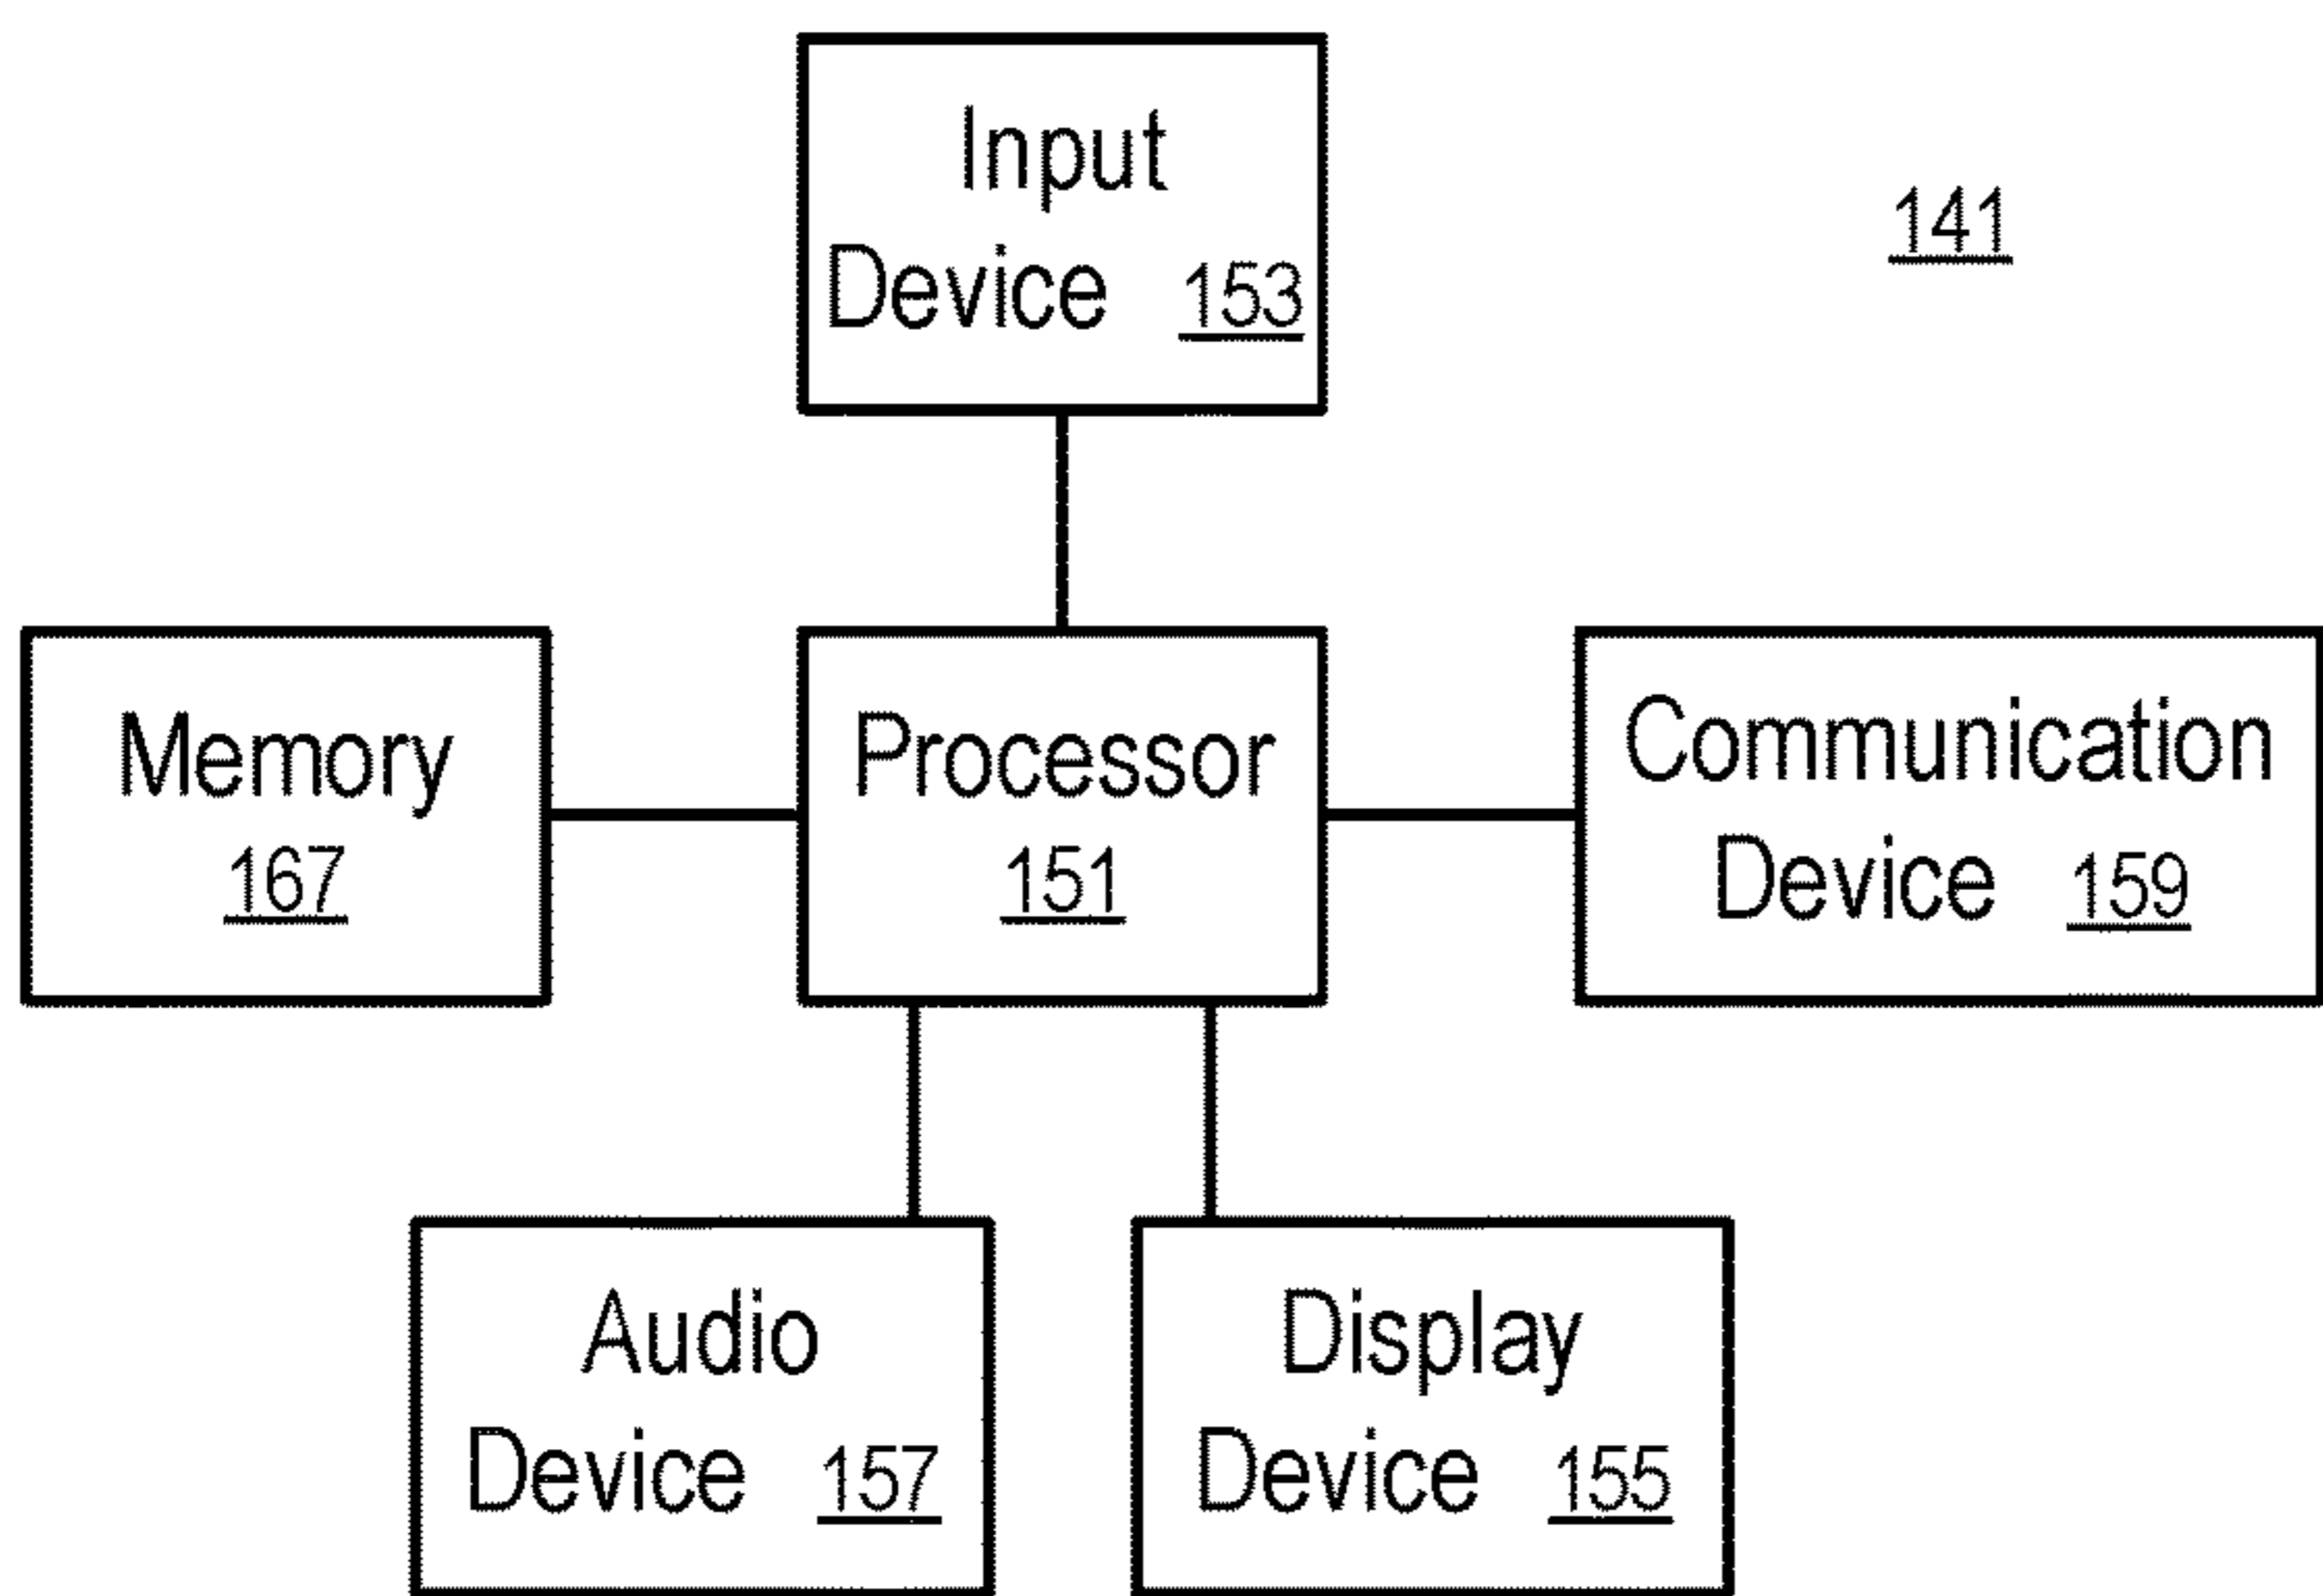 Input
Device 153
141
Memory
167
Processor
151
Communication
Device 159
Audio
Device 157
Display
Device 155